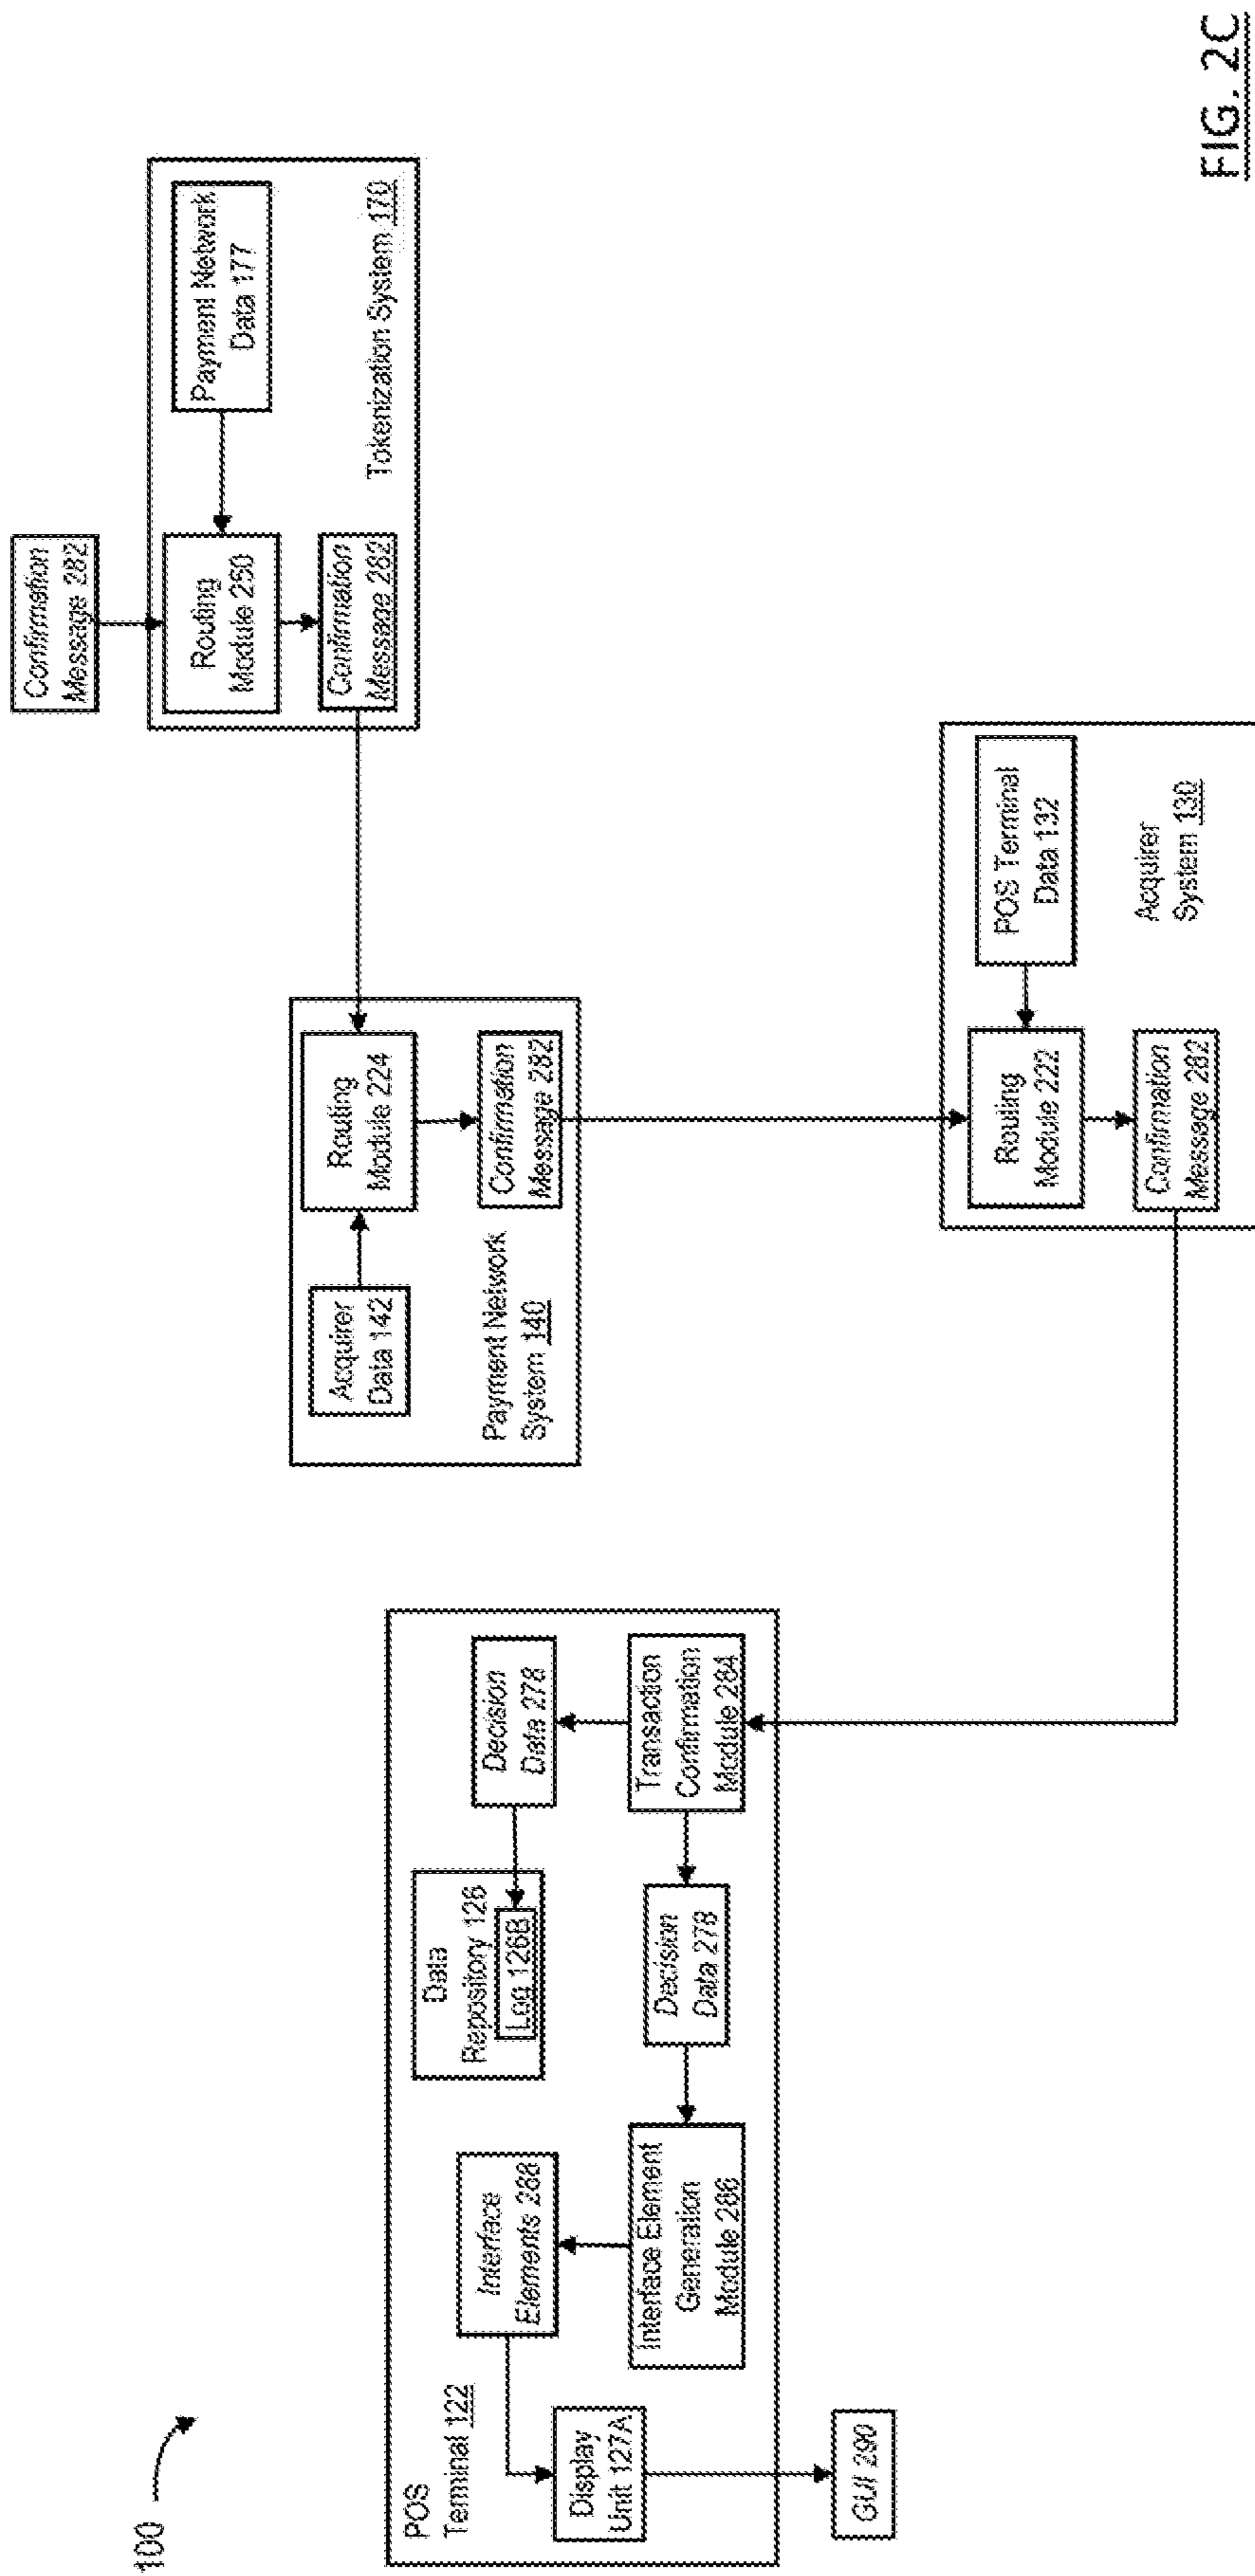 100
POS
Terminal 122
Display
Unit 127A
GUI 290
Interface
Elements 288
Interface Element
Generation
Module 286
Data
Repository 126
Log 126B
Decision
Data 278
Decision
Data 278
Transaction
Confirmation
Module 284
Acquirer
Data 142
Routing
Module 224
Confirmation
Message 282
Payment Network
System 140
Confirmation
Message 282
Routing
Module 250
Payment Network
Data 177
Confirmation
Message 282
Tokenization System 170
POS Terminal
Data 132
Routing
Module 222
Confirmation
Message 282
Acquirer
System 130
FIG. 2C